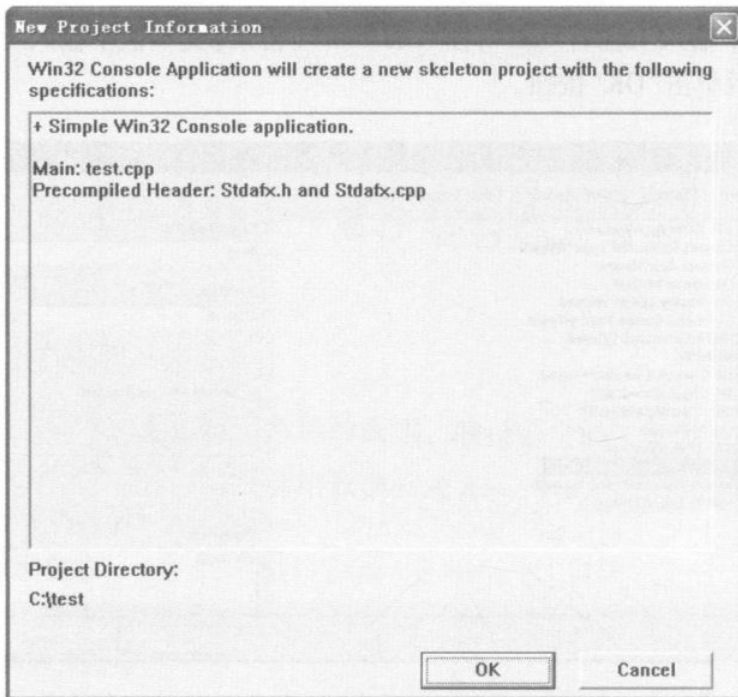 New Project Information
Win32 Console Application will create a new skeleton project with the following
specifications:
+ Simple Win32 Console application.
Main: test.cpp
Precompiled Header: Stdafx.h and Stdafx.cpp
Project Directory:
C:\test
OK
Cancel